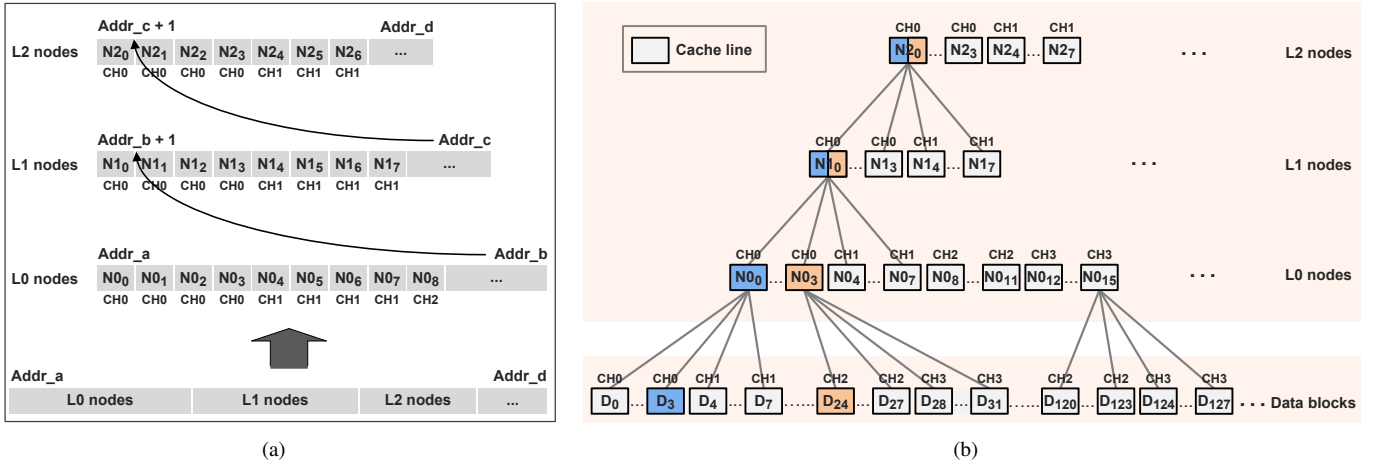 Addr_c + 1
Addr_d
L2 nodes
N2₀ N2₁ N2₂ N2₃ N2₄ N2₅ N2₆ ...
CH0 CH0 CH0 CH0 CH1 CH1 CH1
Addr_b + 1
Addr_c
L1 nodes
N1₀ N1₁ N1₂ N1₃ N1₄ N1₅ N1₆ N1₇ ...
CH0 CH0 CH0 CH0 CH1 CH1 CH1 CH1
Addr_a
Addr_b
L0 nodes
N0₀ N0₁ N0₂ N0₃ N0₄ N0₅ N0₆ N0₇ N0₈ ...
CH0 CH0 CH0 CH0 CH1 CH1 CH1 CH1 CH2
Addr_a
Addr_d
L0 nodes L1 nodes L2 nodes ...
(a)
Cache line
CH0 CH0 CH1 CH1
N2₀ ... N2₃ N2₄ ... N2₇ ... L2 nodes
CH0 CH0 CH1 CH1
N1₀ ... N1₃ N1₄ ... N1₇ ... L1 nodes
CH0 CH0 CH1 CH1 CH2 CH2 CH3 CH3
N0₀ ... N0₃ N0₄ ... N0₇ N0₈ ... N0₁₁ N0₁₂ ... N0₁₅ ... L0 nodes
CH0 CH0 CH1 CH1 CH2 CH2 CH3 CH3 CH2 CH2 CH3 CH3
D₀ ... D₃ D₄ ... D₇ ...... D₂₄ ... D₂₇ D₂₈ ... D₃₁ ...... D₁₂₀ ... D₁₂₃ D₁₂₄ ... D₁₂₇ ... Data blocks
(b)